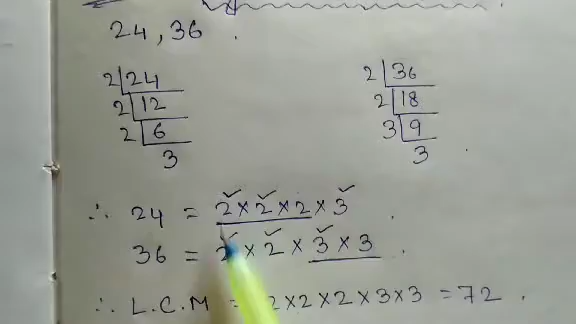 24, 36
2 24 2 36
2 12 2 18
2 6 3 9
3 3
∴ 24 = 2 × 2 × 2 × 3
36 = 2 × 2 × 3 × 3
∴ L.C.M = 2 × 2 × 2 × 3 × 3 = 72